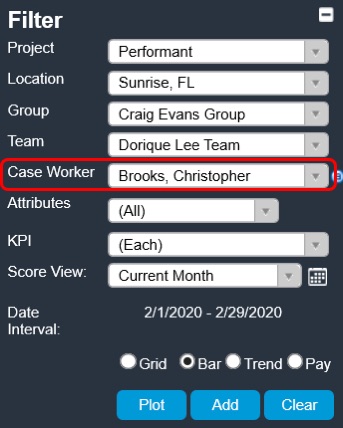 Filter
Project Performant
Location Sunrise, FL
Group Craig Evans Group
Team Dorique Lee Team
Case Worker Brooks, Christopher
Attributes (All)
KPI (Each)
Score View: Current Month
Date Interval: 2/1/2020 - 2/29/2020
Grid Bar Trend Pay
Plot Add Clear